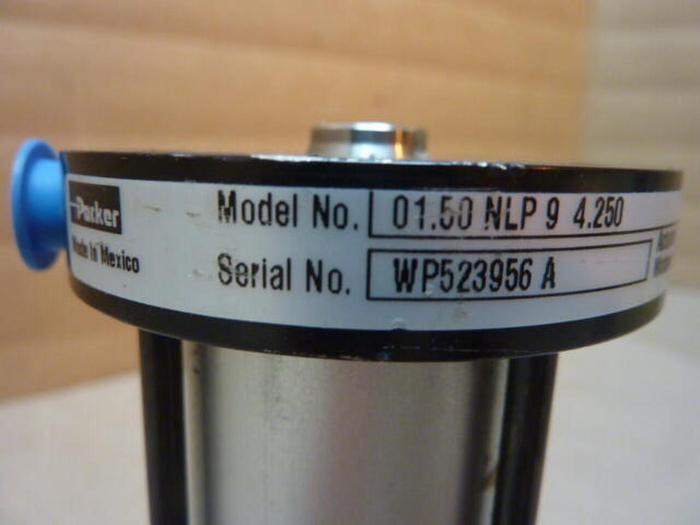 Parker
Made In Mexico
Model No. 01.50 NLP 9 4.250
Serial No. WP523956 A